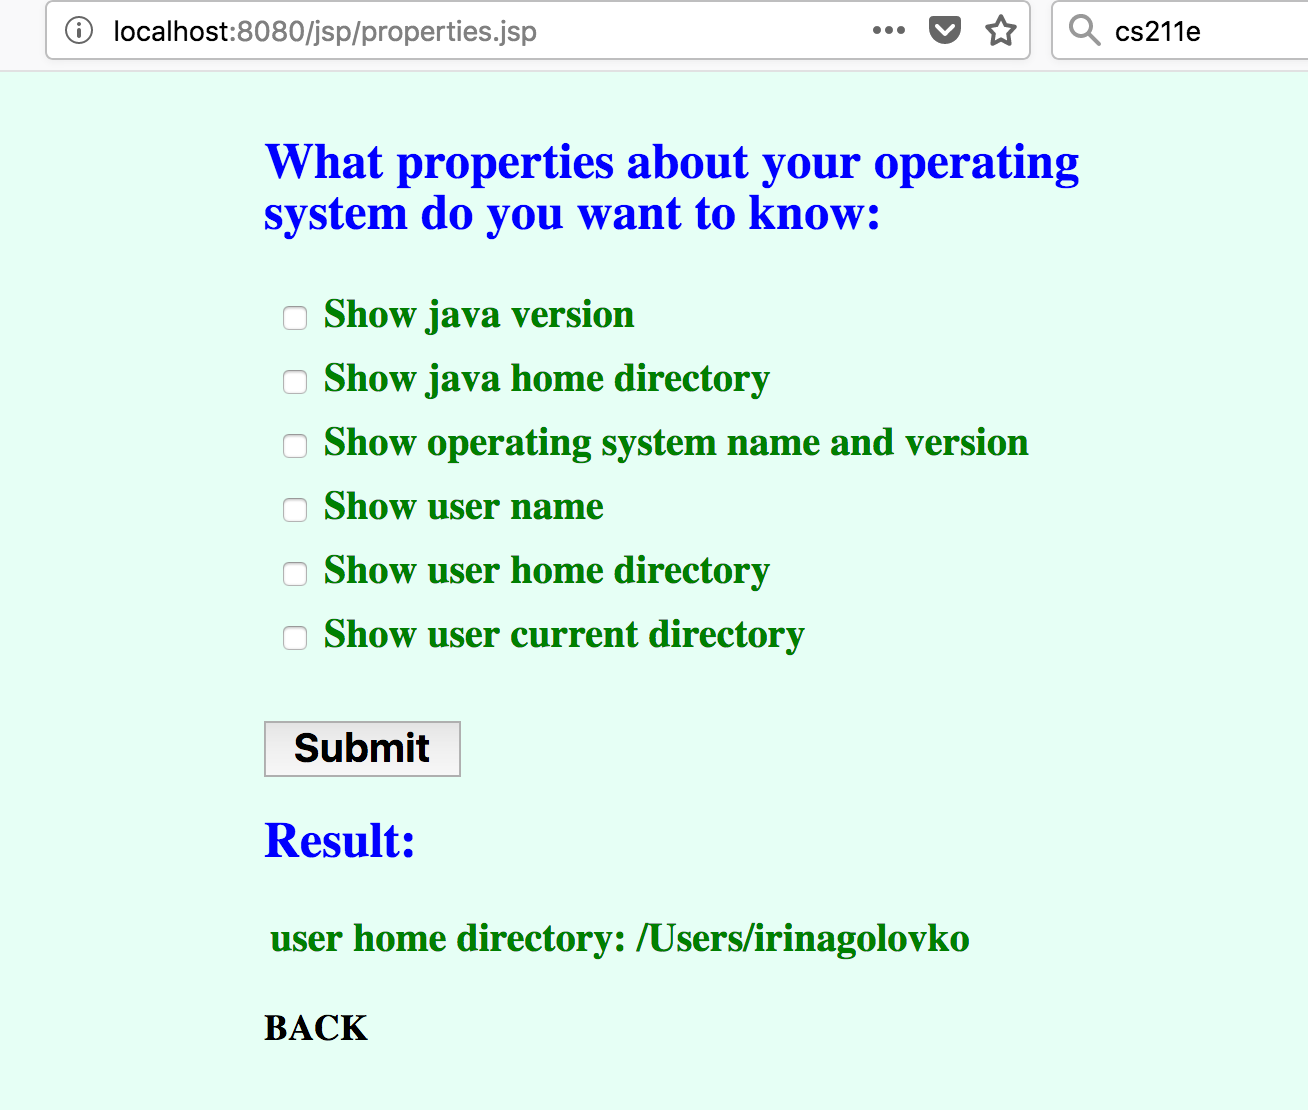 localhost:8080/jsp/properties.jsp
cs211e
What properties about your operating
system do you want to know:
Show java version
Show java home directory
Show operating system name and version
Show user name
Show user home directory
Show user current directory
Submit
Result:
user home directory: /Users/irinagolovko
BACK